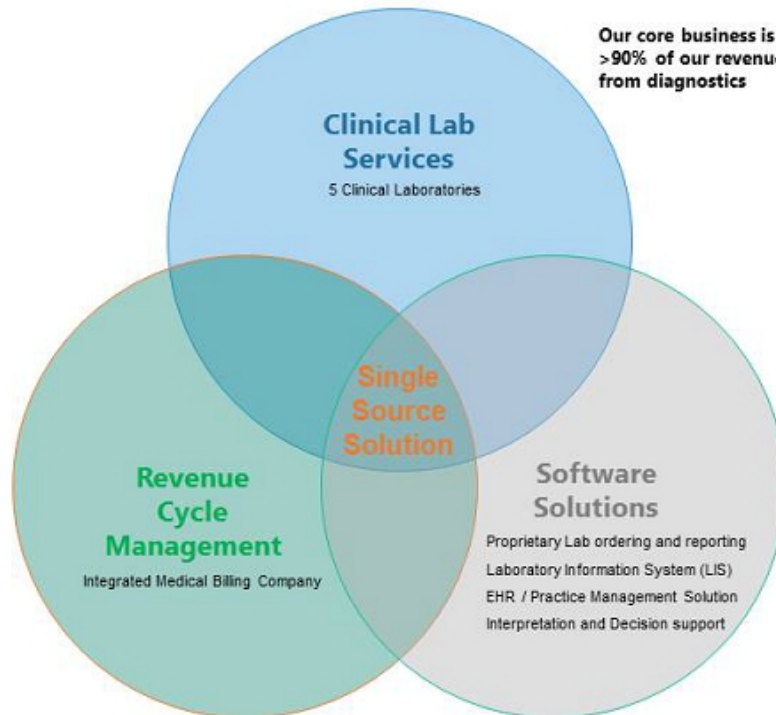 Our core business is
>90% of our revenue
from diagnostics
Clinical Lab
Services
5 Clinical Laboratories
Single
Source
Solution
Revenue
Cycle
Management
Integrated Medical Billing Company
Software
Solutions
Proprietary Lab ordering and reporting
Laboratory Information System (LIS)
EHR / Practice Management Solution
Interpretation and Decision support